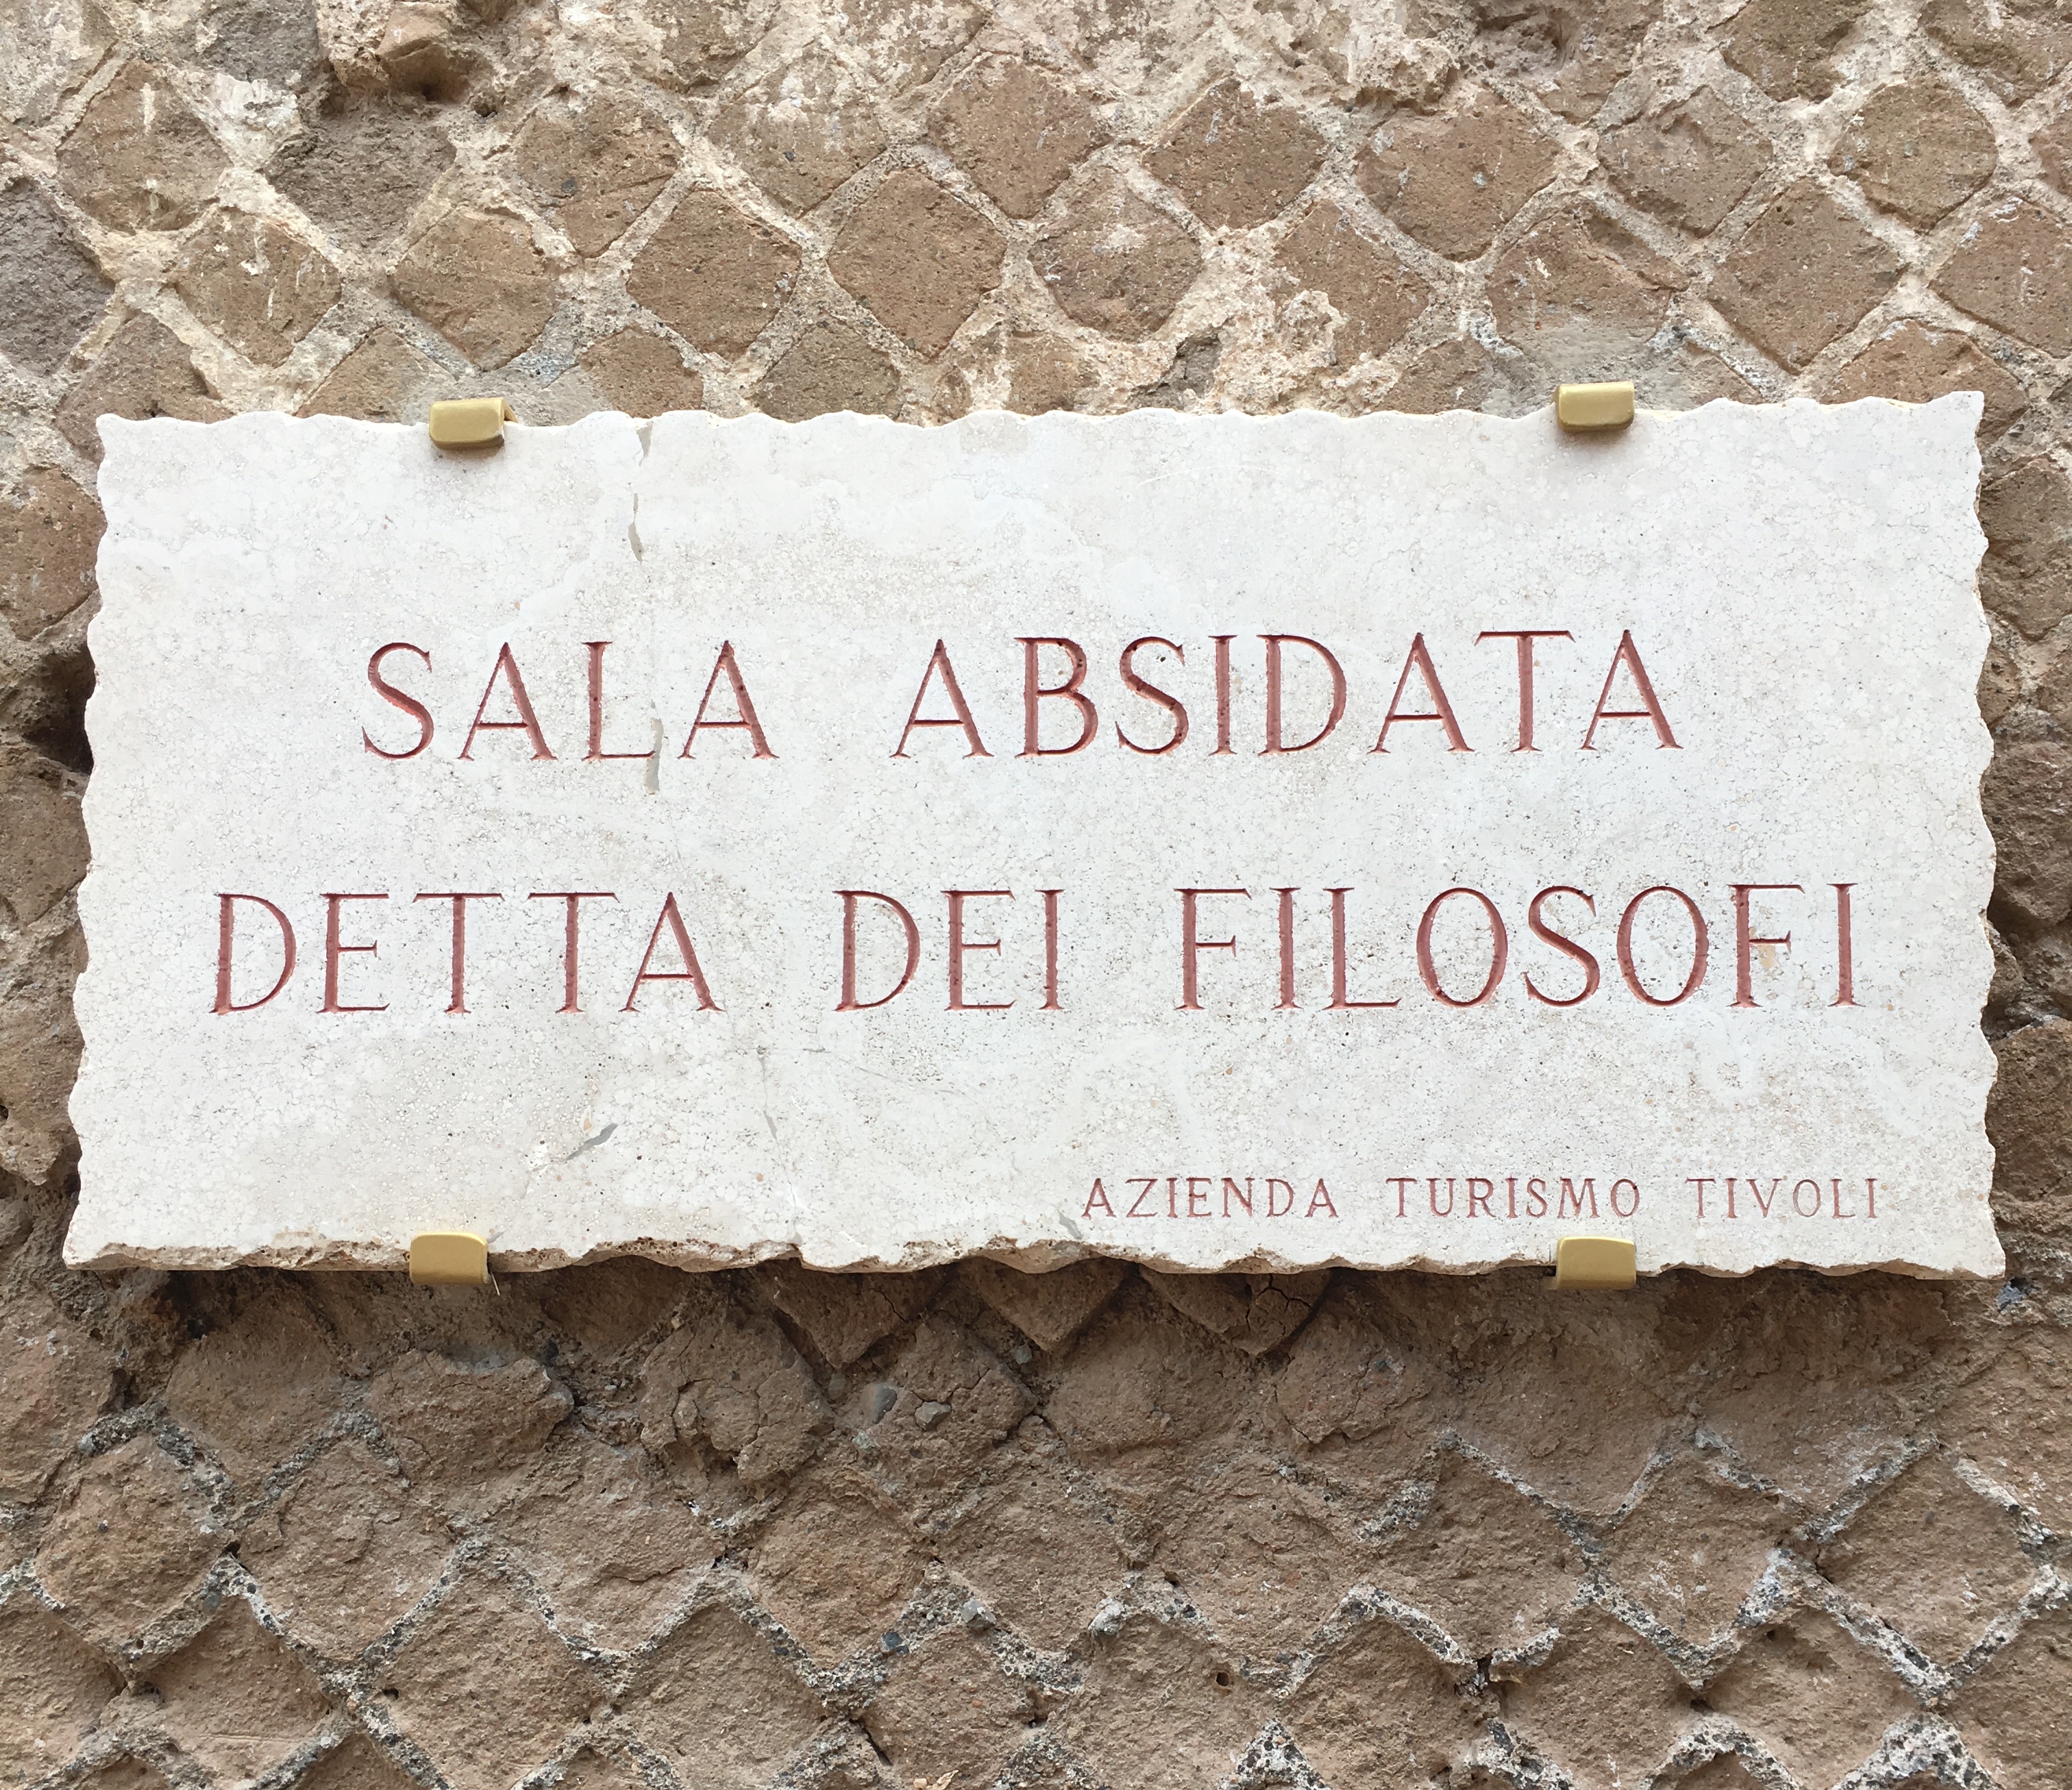 SALA ABSIDATA
DETTA DEI FILOSOFI
AZIENDA TURISMO TIVOLI